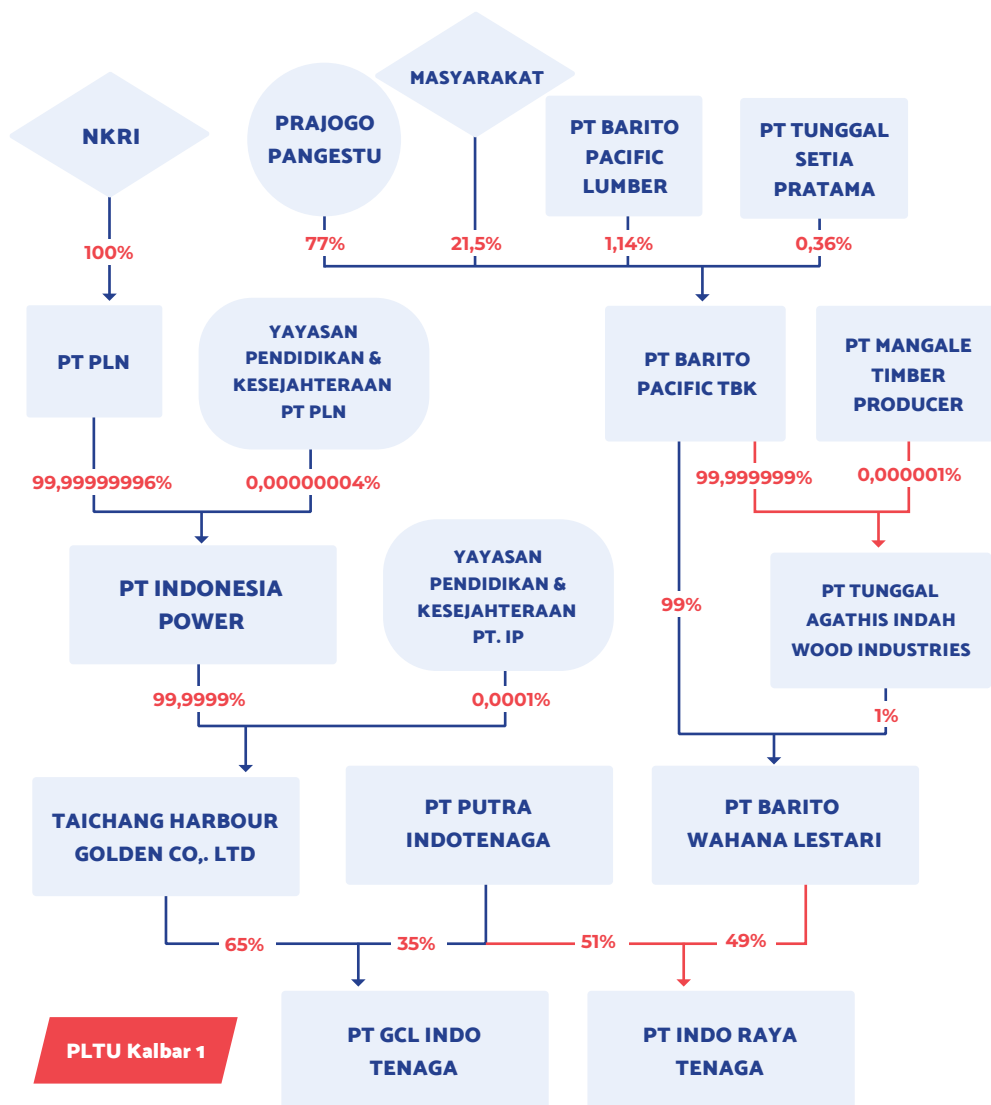 MASYARAKAT
NKRI
PRAJOGO
PANGESTU
PT BARITO
PACIFIC
LUMBER
PT TUNGGAL
SETIA
PRATAMA
100%
77%
21,5%
1,14%
0,36%
PT PLN
YAYASAN
PENDIDIKAN &
KESEJAHTERAAN
PT PLN
PT BARITO
PACIFIC TBK
PT MANGALE
TIMBER
PRODUCER
99,99999996%
0,00000004%
99,999999%
0,000001%
PT INDONESIA
POWER
YAYASAN
PENDIDIKAN &
KESEJAHTERAAN
PT. IP
99%
PT TUNGGAL
AGATHIS INDAH
WOOD INDUSTRIES
99,9999%
0,0001%
1%
TAICHANG HARBOUR
GOLDEN CO,. LTD
PT PUTRA
INDOTENAGA
PT BARITO
WAHANA LESTARI
65%
35%
51%
49%
PLTU Kalbar 1
PT GCL INDO
TENAGA
PT INDO RAYA
TENAGA